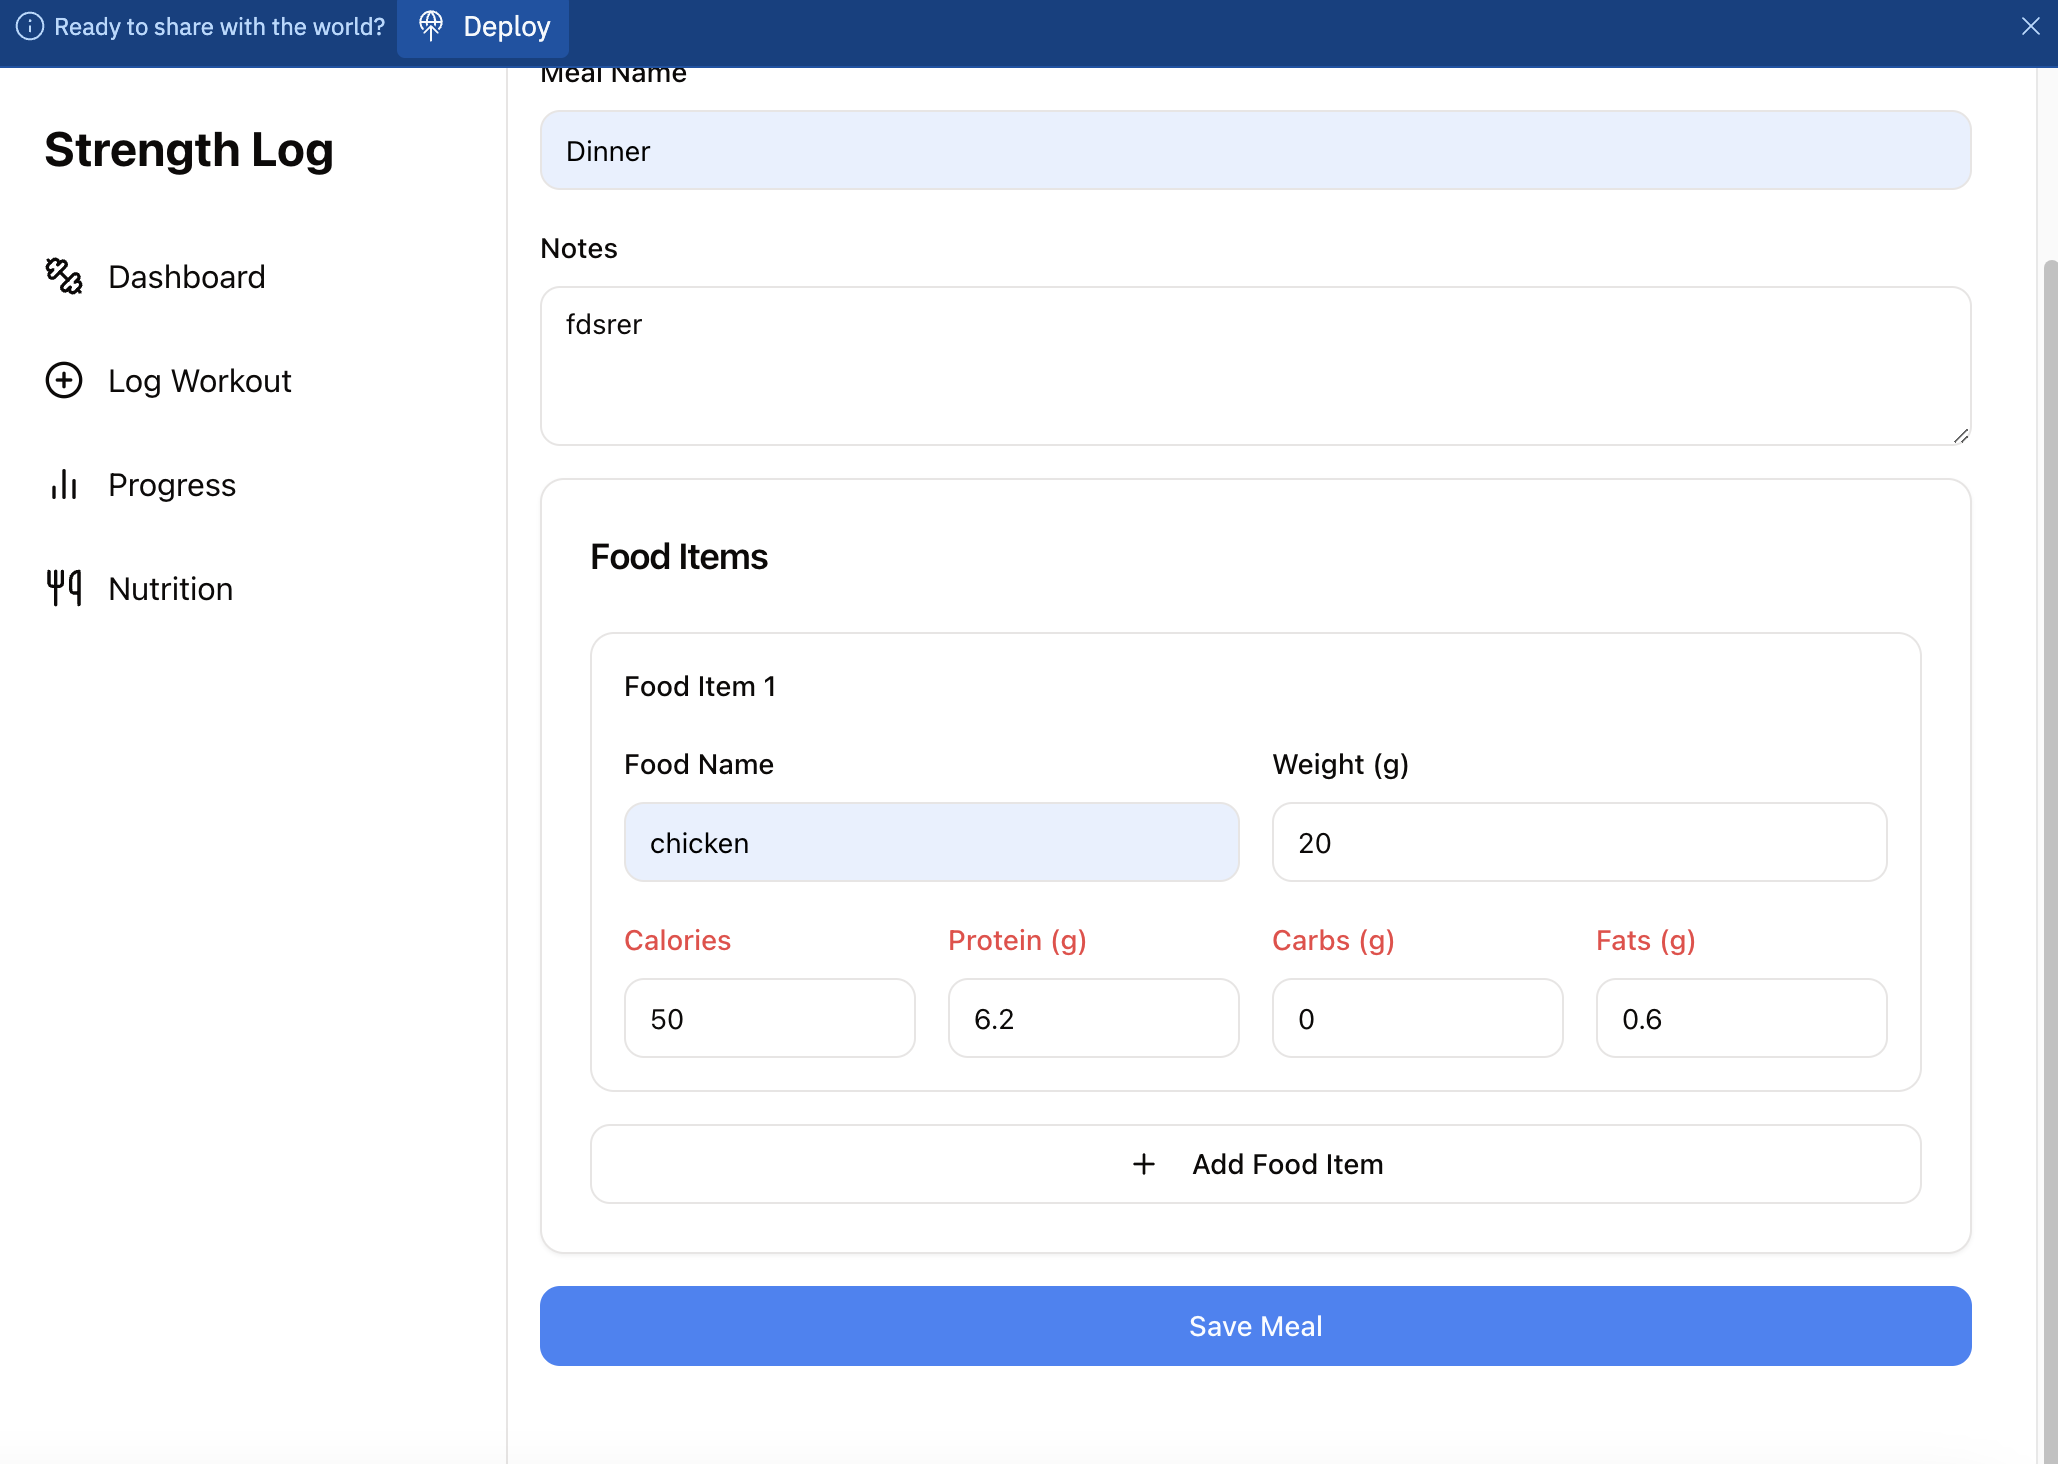 Ready to share with the world?
Deploy
Strength Log
Dashboard
Log Workout
Progress
Nutrition
Meal Name
Dinner
Notes
fdsrer
Food Items
Food Item 1
Food Name
Weight (g)
chicken
20
Calories
Protein (g)
Carbs (g)
Fats (g)
50
6.2
0
0.6
Add Food Item
Save Meal